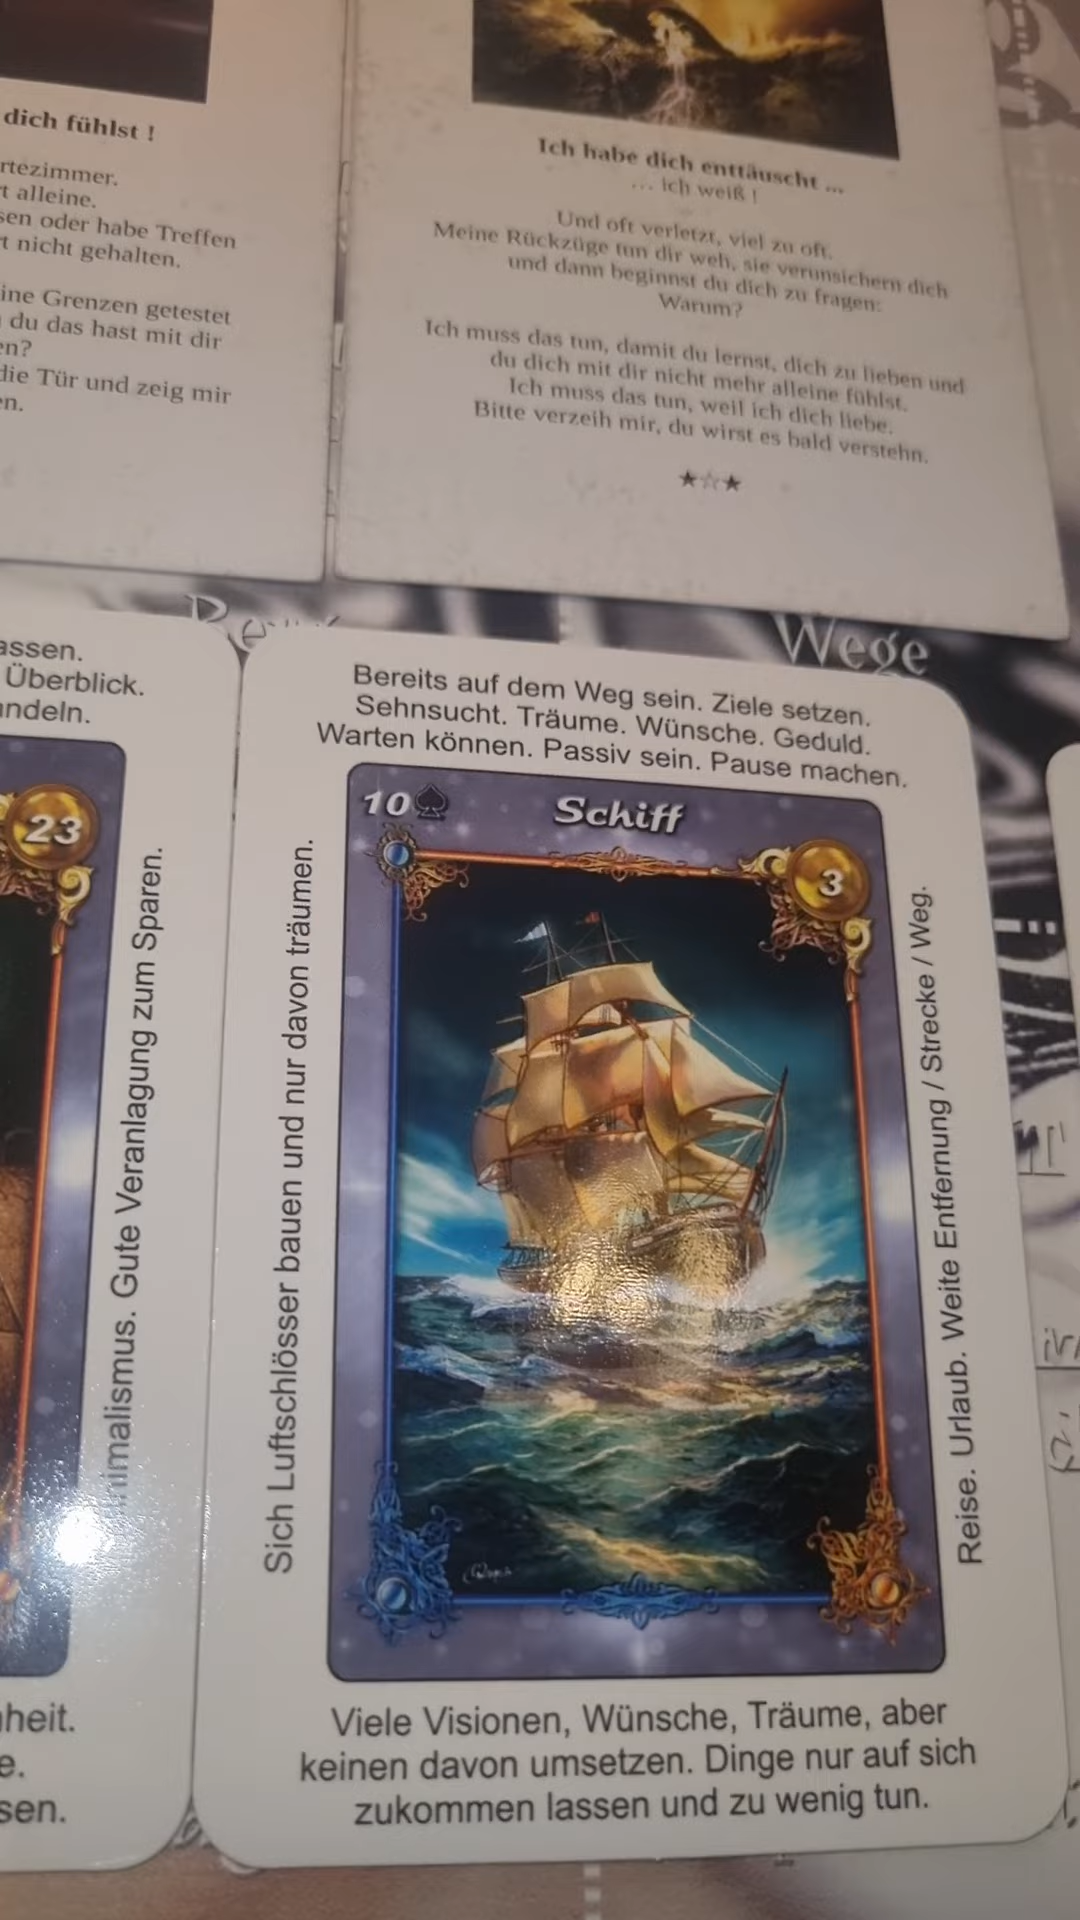 dich fühlst !
rtezimmer.
t alleine.
sen oder habe Treffen
t nicht gehalten.
ine Grenzen getestet
du das hast mit dir
en?
die Tür und zeig mir
en.
Ich habe dich enttäuscht ...
... ich weiß !
Und oft verletzt, viel zu oft.
Meine Rückzüge tun dir weh, sie verunsichern dich
und dann beginnst du dich zu fragen:
Warum?
Ich muss das tun, damit du lernst, dich zu lieben und
du dich mit dir nicht mehr alleine fühlst.
Ich muss das tun, weil ich dich liebe.
Bitte verzeih mir, du wirst es bald verstehn.
Wege
assen.
Überblick.
andeln.
23
nimalismus. Gute Veranlagung zum Sparen.
nheit.
e.
sen.
Bereits auf dem Weg sein. Ziele setzen.
Sehnsucht. Träume. Wünsche. Geduld.
Warten können. Passiv sein. Pause machen.
10♠ Schiff
3
Sich Luftschlösser bauen und nur davon träumen.
Reise. Urlaub. Weite Entfernung / Strecke / Weg.
Viele Visionen, Wünsche, Träume, aber
keinen davon umsetzen. Dinge nur auf sich
zukommen lassen und zu wenig tun.